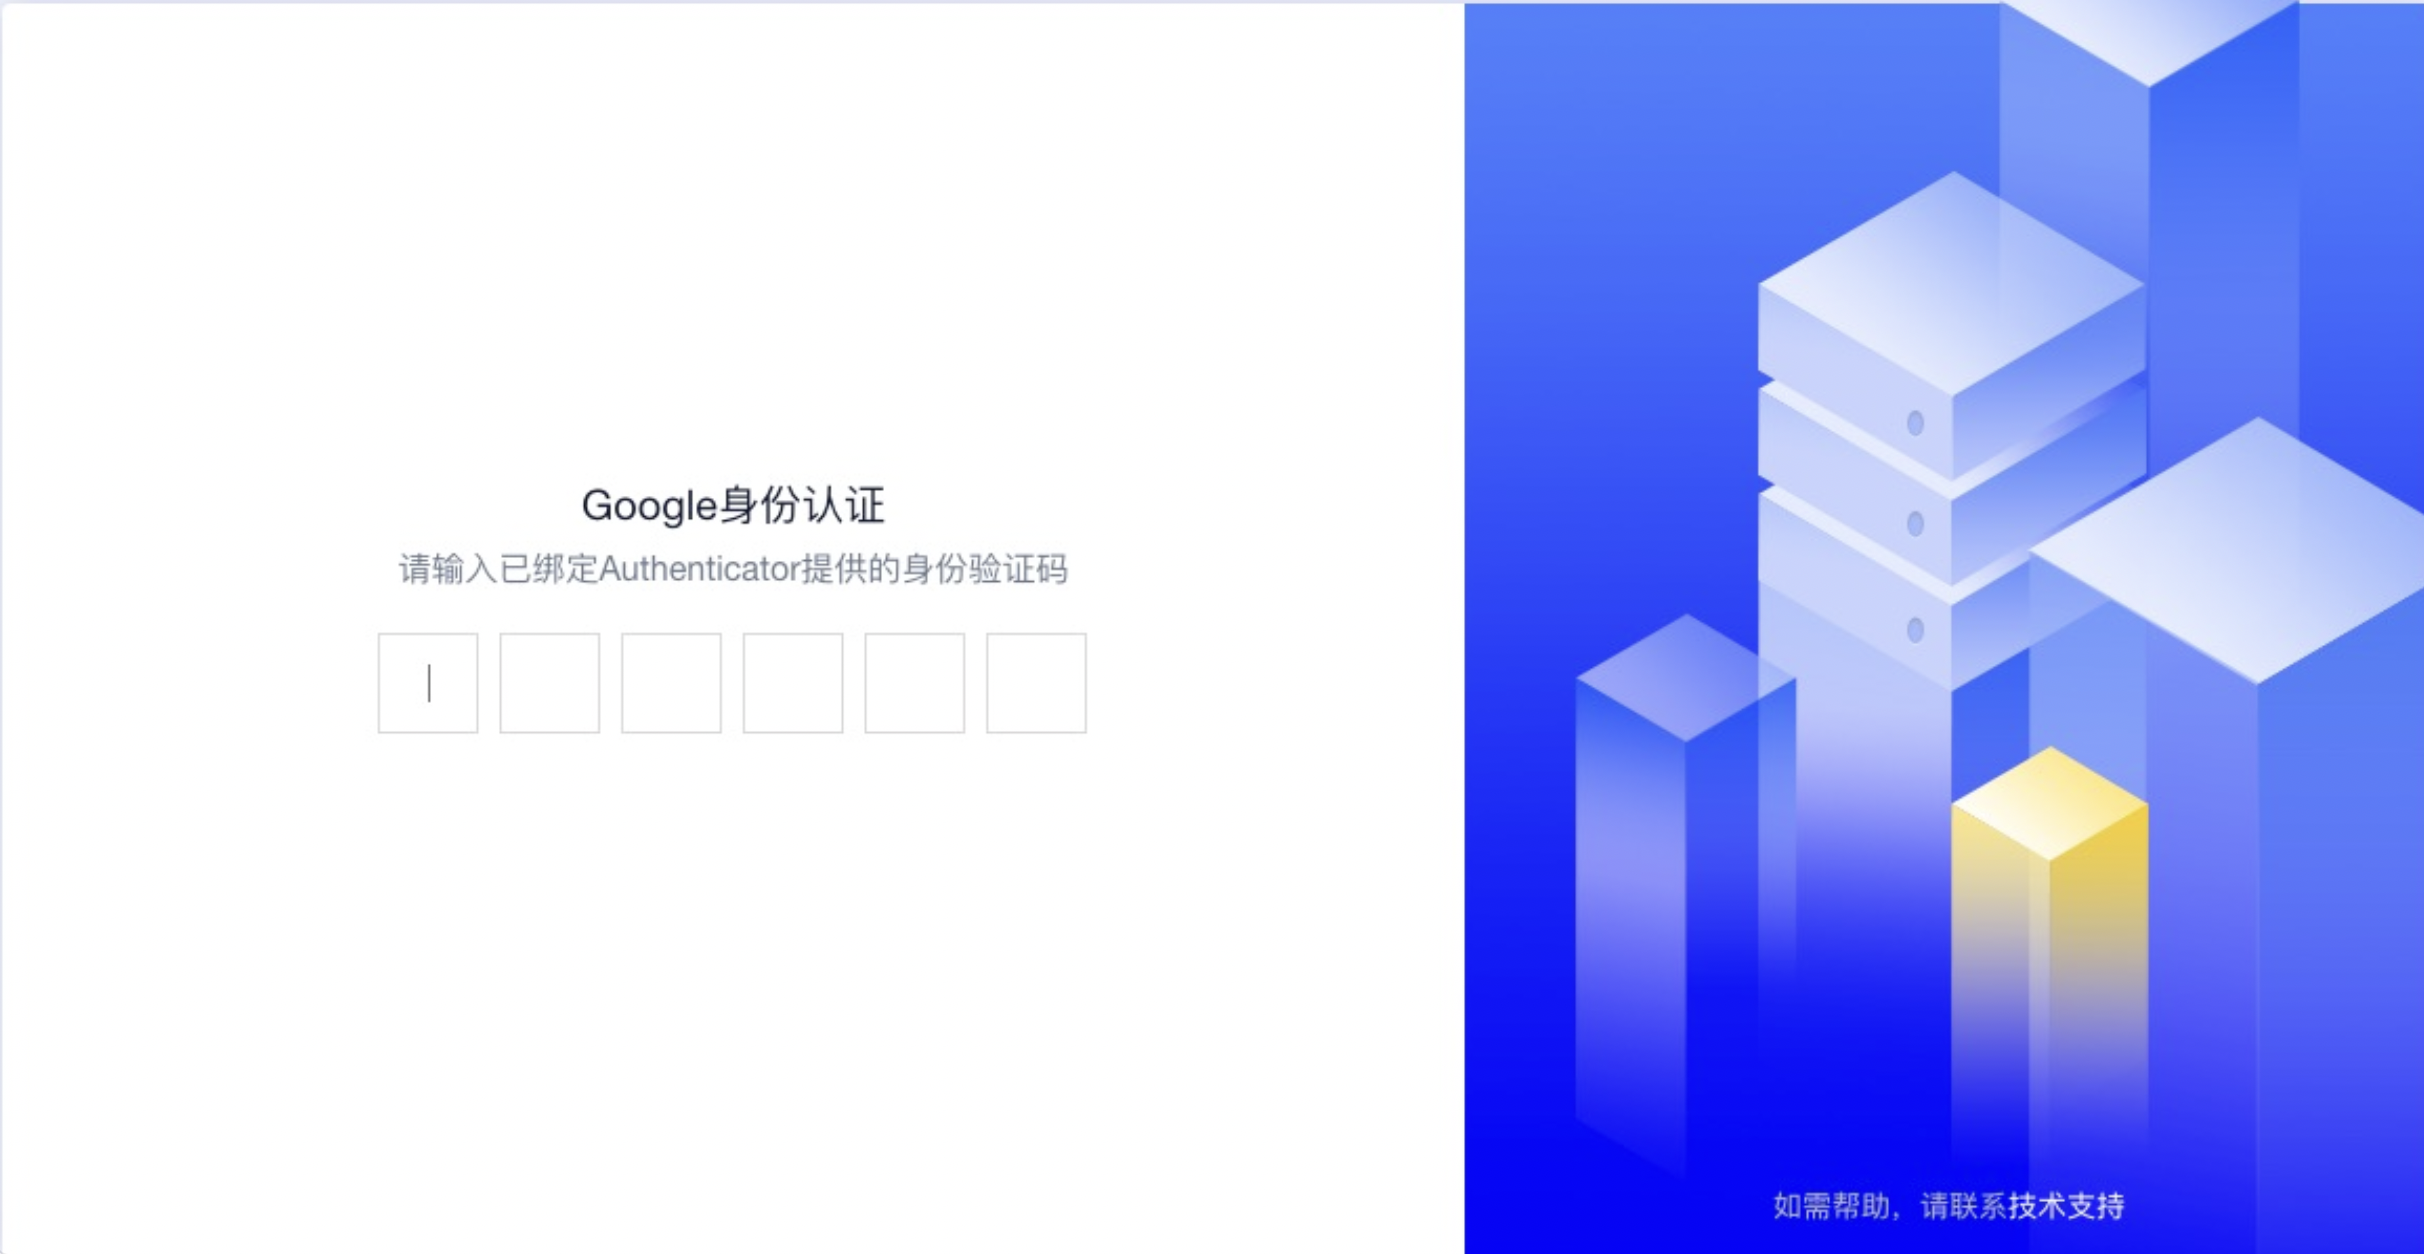 Google身份认证
请输入已绑定Authenticator提供的身份验证码
如需帮助，请联系技术支持